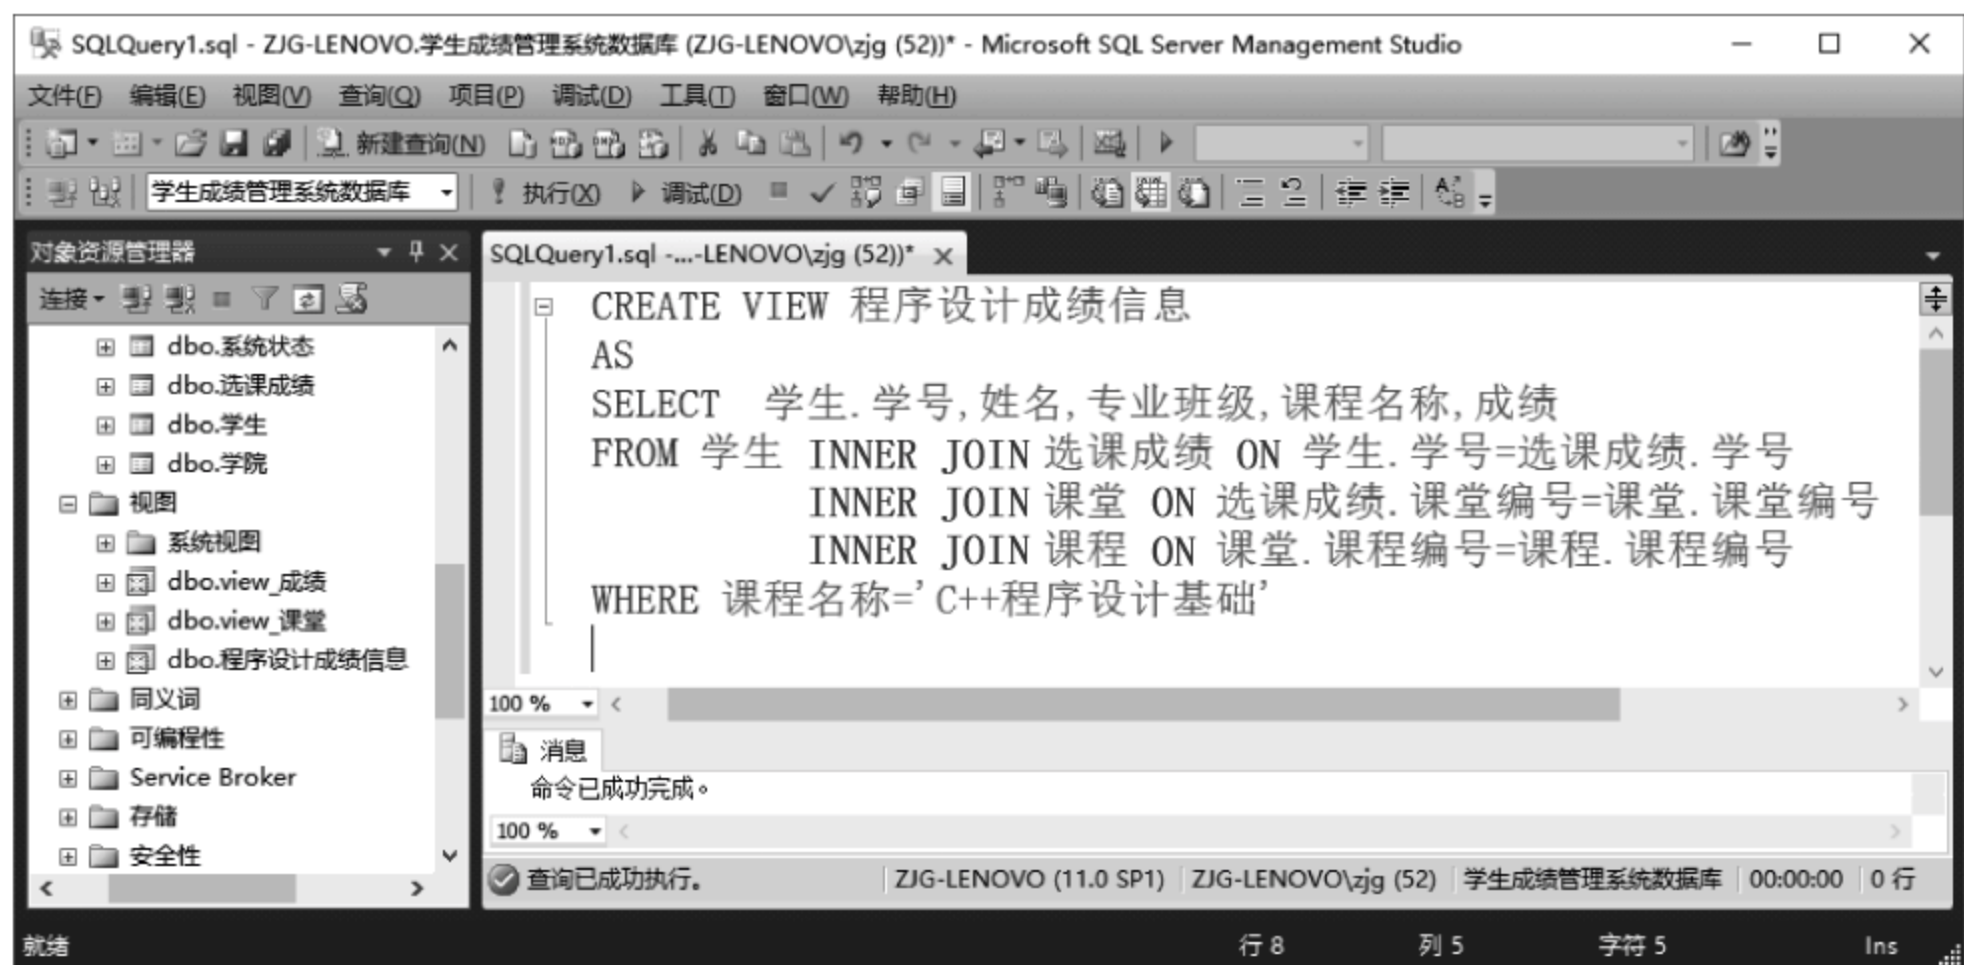 SQLQuery1.sql - ZJG-LENOVO.学生成绩管理系统数据库 (ZJG-LENOVO\zjg (52))* - Microsoft SQL Server Management Studio
文件(F) 编辑(E) 视图(V) 查询(Q) 项目(P) 调试(D) 工具(T) 窗口(W) 帮助(H)
新建查询(N)
学生成绩管理系统数据库 执行(X) 调试(D)
对象资源管理器
连接
dbo.系统状态
dbo.选课成绩
dbo.学生
dbo.学院
视图
系统视图
dbo.view_成绩
dbo.view_课堂
dbo.程序设计成绩信息
同义词
可编程性
Service Broker
存储
安全性
SQLQuery1.sql -...-LENOVO\zjg (52))*
CREATE VIEW 程序设计成绩信息
AS
SELECT 学生.学号,姓名,专业班级,课程名称,成绩
FROM 学生 INNER JOIN 选课成绩 ON 学生.学号=选课成绩.学号
INNER JOIN 课堂 ON 选课成绩.课堂编号=课堂.课堂编号
INNER JOIN 课程 ON 课堂.课程编号=课程.课程编号
WHERE 课程名称='C++程序设计基础'
100 %
消息
命令已成功完成。
100 %
查询已成功执行。 ZJG-LENOVO (11.0 SP1) ZJG-LENOVO\zjg (52) 学生成绩管理系统数据库 00:00:00 0 行
就绪 行 8 列 5 字符 5 Ins